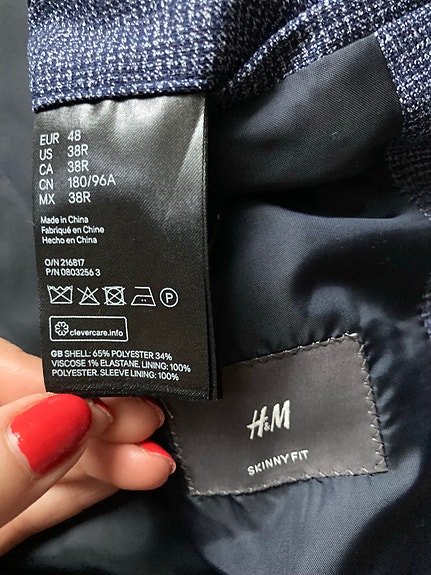 EUR 48
US 38R
CA 38R
CN 180/96A
MX 38R
Made in China
Fabriqué en Chine
Hecho en China
O/N 216817
P/N 0803256 3
P
clevercare.info
GB SHELL: 65% POLYESTER 34%
VISCOSE 1% ELASTANE, LINING: 100%
POLYESTER. SLEEVE LINING: 100%
H&M
SKINNY FIT